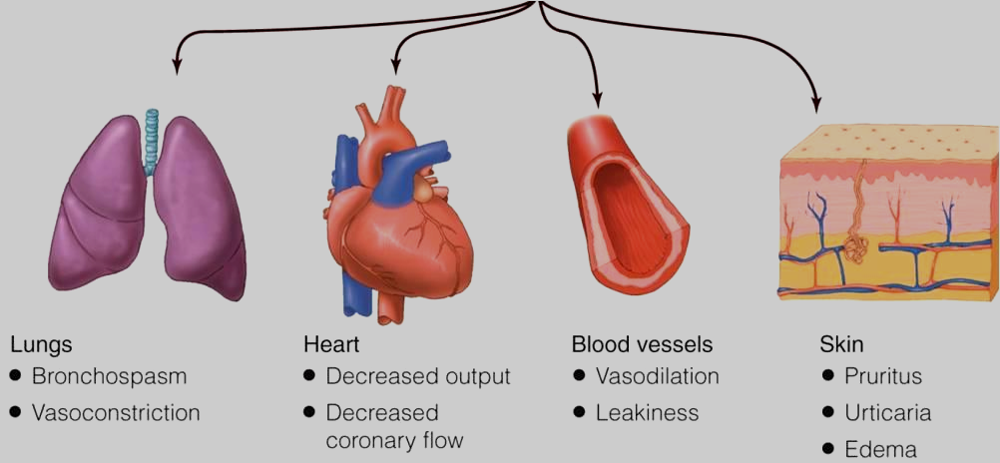 Lungs
● Bronchospasm
● Vasoconstriction
Heart
● Decreased output
● Decreased
coronary flow
Blood vessels
● Vasodilation
● Leakiness
Skin
● Pruritus
● Urticaria
● Edema